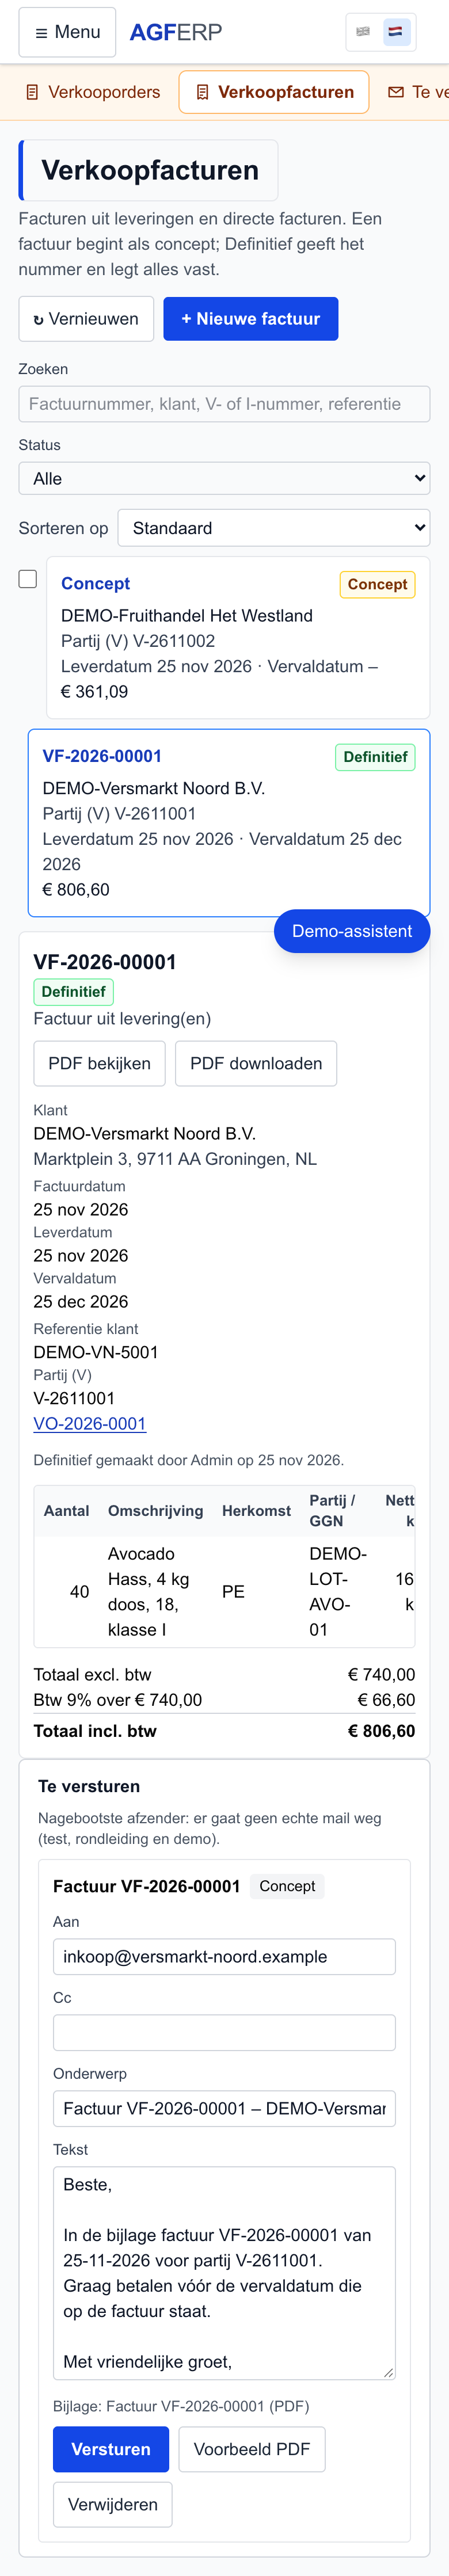 ≡ Menu
AGFERP
Verkooporders
Verkoopfacturen
Te ve
Verkoopfacturen
Facturen uit leveringen en directe facturen. Een
factuur begint als concept; Definitief geeft het
nummer en legt alles vast.
↻ Vernieuwen
+ Nieuwe factuur
Zoeken
Factuurnummer, klant, V- of I-nummer, referentie
Status
Alle
Sorteren op
Standaard
Concept
Concept
DEMO-Fruithandel Het Westland
Partij (V) V-2611002
Leverdatum 25 nov 2026 · Vervaldatum –
€ 361,09
VF-2026-00001
Definitief
DEMO-Versmarkt Noord B.V.
Partij (V) V-2611001
Leverdatum 25 nov 2026 · Vervaldatum 25 dec
2026
€ 806,60
Demo-assistent
VF-2026-00001
Definitief
Factuur uit levering(en)
PDF bekijken
PDF downloaden
Klant
DEMO-Versmarkt Noord B.V.
Marktplein 3, 9711 AA Groningen, NL
Factuurdatum
25 nov 2026
Leverdatum
25 nov 2026
Vervaldatum
25 dec 2026
Referentie klant
DEMO-VN-5001
Partij (V)
V-2611001
VO-2026-0001
Definitief gemaakt door Admin op 25 nov 2026.
Aantal
Omschrijving
Herkomst
Partij /
GGN
Nett
k
40
Avocado
Hass, 4 kg
doos, 18,
klasse I
PE
DEMO-
LOT-
AVO-
01
16
k
Totaal excl. btw
€ 740,00
Btw 9% over € 740,00
€ 66,60
Totaal incl. btw
€ 806,60
Te versturen
Nagebootste afzender: er gaat geen echte mail weg
(test, rondleiding en demo).
Factuur VF-2026-00001
Concept
Aan
inkoop@versmarkt-noord.example
Cc
Onderwerp
Factuur VF-2026-00001 – DEMO-Versmar
Tekst
Beste,
In de bijlage factuur VF-2026-00001 van
25-11-2026 voor partij V-2611001.
Graag betalen vóór de vervaldatum die
op de factuur staat.
Met vriendelijke groet,
Bijlage: Factuur VF-2026-00001 (PDF)
Versturen
Voorbeeld PDF
Verwijderen